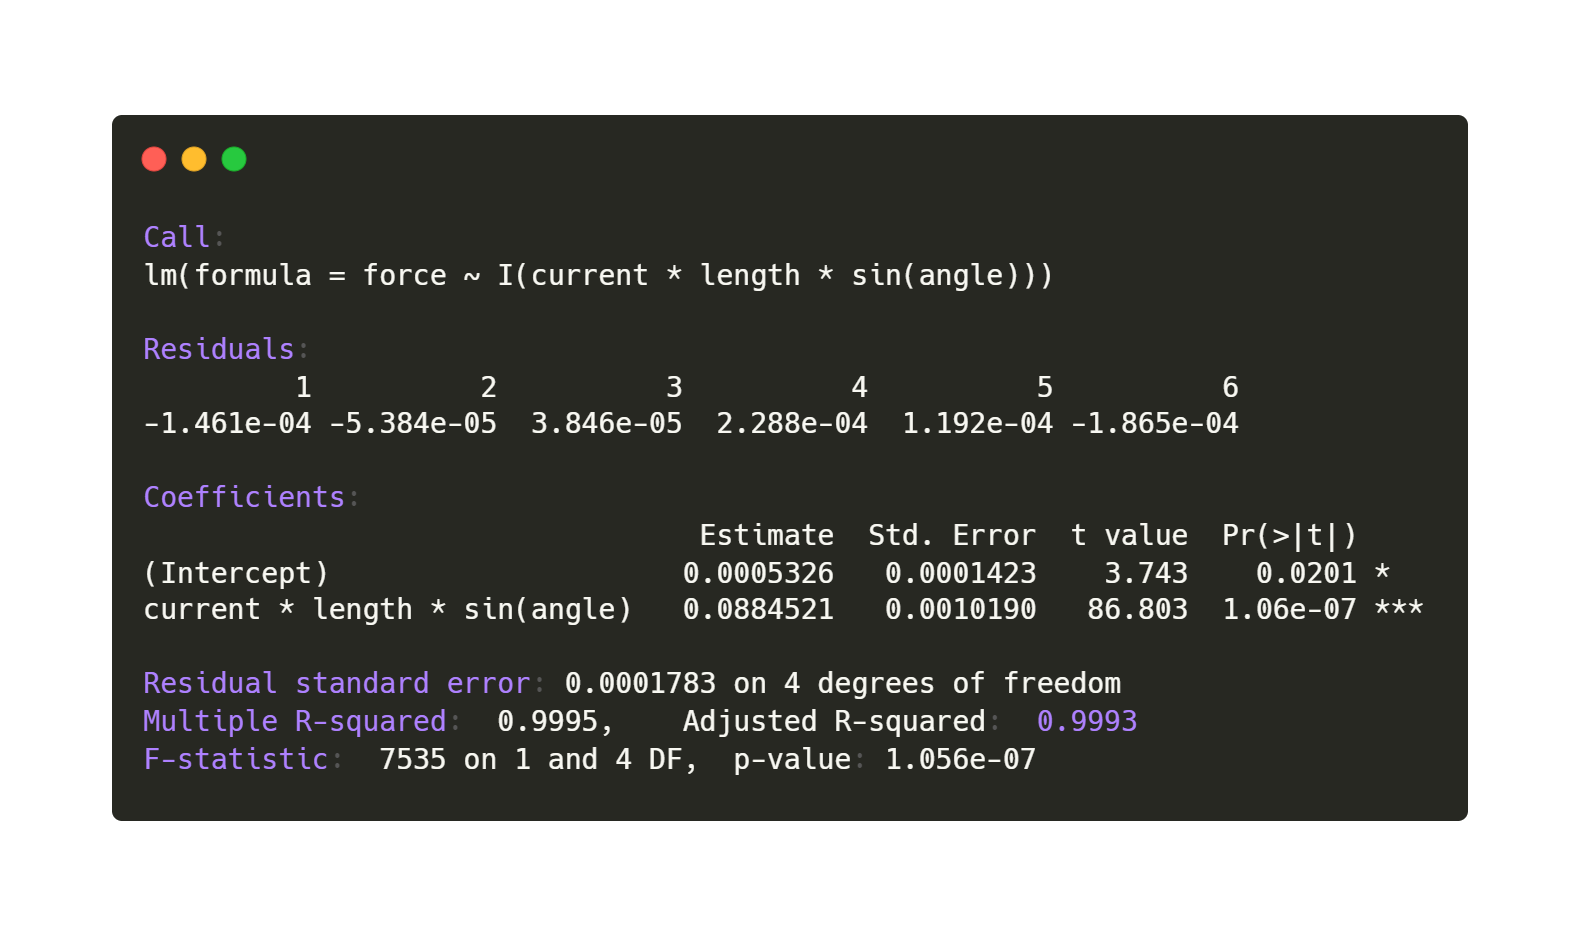 Call:
lm(formula = force ~ I(current * length * sin(angle)))
Residuals:
1 2 3 4 5 6
-1.461e-04 -5.384e-05 3.846e-05 2.288e-04 1.192e-04 -1.865e-04
Coefficients:
Estimate Std. Error t value Pr(>|t|)
(Intercept) 0.0005326 0.0001423 3.743 0.0201 *
current * length * sin(angle) 0.0884521 0.0010190 86.803 1.06e-07 ***
Residual standard error: 0.0001783 on 4 degrees of freedom
Multiple R-squared: 0.9995, Adjusted R-squared: 0.9993
F-statistic: 7535 on 1 and 4 DF, p-value: 1.056e-07